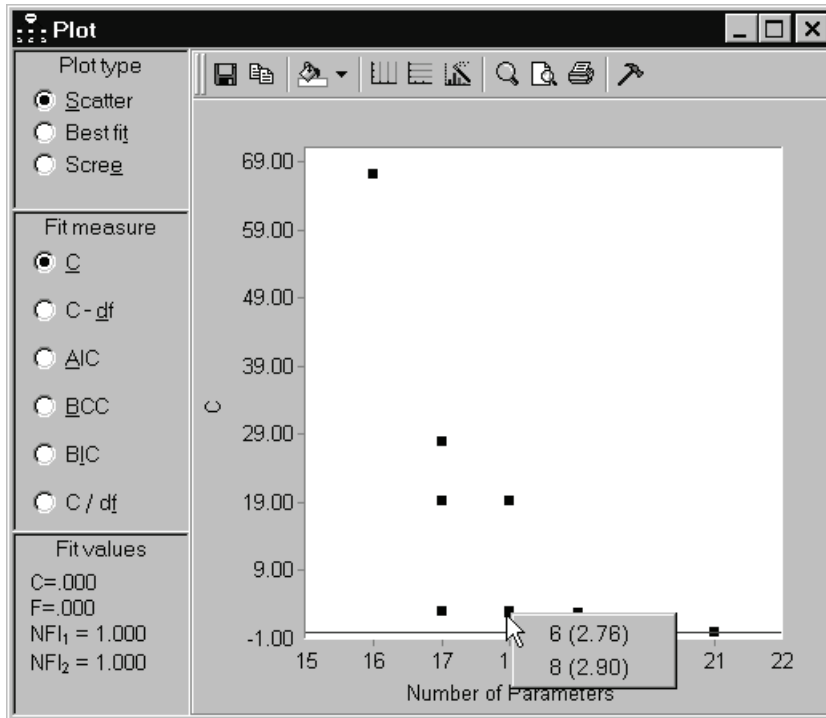 Plot
Plot type
Scatter
Best fit
Scree
Fit measure
C
C - df
AIC
BCC
BIC
C / df
Fit values
C=.000
F=.000
NFI₁ = 1.000
NFI₂ = 1.000
69.00
59.00
49.00
39.00
29.00
19.00
9.00
-1.00
C
15 16 17 1 21 22
Number of Parameters
6 (2.76)
8 (2.90)